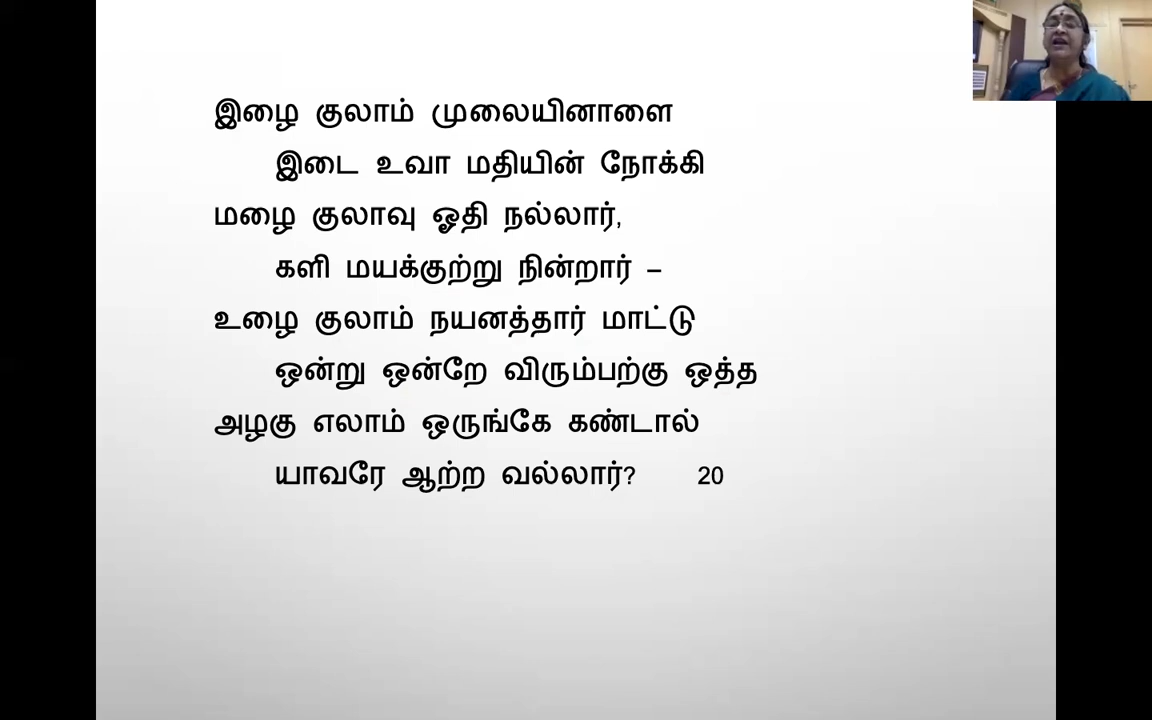 இழை குலாம் முலையினாளை
இடை உவா மதியின் நோக்கி
மழை குலாவு ஓதி நல்லார்,
களி மயக்குற்று நின்றார் –
உழை குலாம் நயனத்தார் மாட்டு
ஒன்று ஒன்றே விரும்பற்கு ஒத்த
அழகு எலாம் ஒருங்கே கண்டால்
யாவரே ஆற்ற வல்லார்? 20